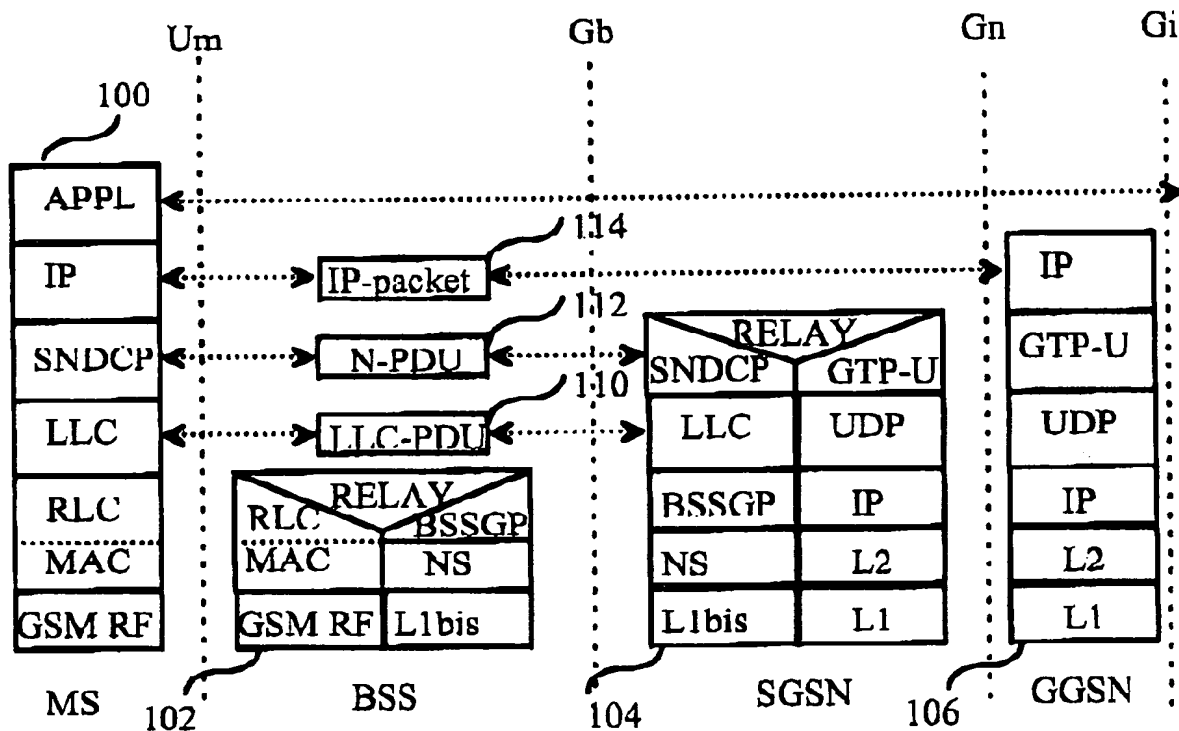 Um Gb Gn Gi
100
APPL
114
IP IP-packet IP
112
RELAY
SNDCP N-PDU SNDCP GTP-U GTP-U
110
LLC LLC-PDU LLC UDP UDP
RELAY
RLC RLC BSSGP BSSGP IP IP
MAC MAC NS NS L2 L2
GSM RF GSM RF L1bis L1bis L1 L1
MS 102 BSS 104 SGSN 106 GGSN